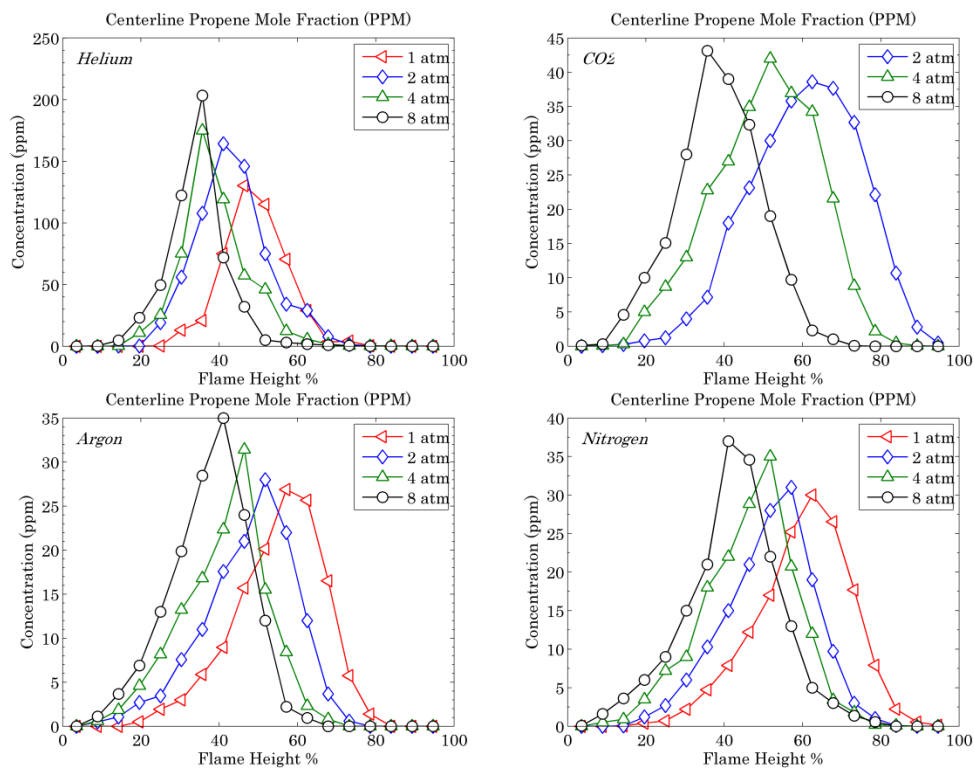 Centerline Propene Mole Fraction (PPM)
Helium
1 atm
2 atm
4 atm
8 atm
Concentration (ppm)
250
200
150
100
50
0
0 20 40 60 80 100
Flame Height %
Centerline Propene Mole Fraction (PPM)
CO2
2 atm
4 atm
8 atm
Concentration (ppm)
45
40
35
30
25
20
15
10
5
0
0 20 40 60 80 100
Flame Height %
Centerline Propene Mole Fraction (PPM)
Argon
1 atm
2 atm
4 atm
8 atm
Concentration (ppm)
35
30
25
20
15
10
5
0
0 20 40 60 80 100
Flame Height %
Centerline Propene Mole Fraction (PPM)
Nitrogen
1 atm
2 atm
4 atm
8 atm
Concentration (ppm)
40
35
30
25
20
15
10
5
0
0 20 40 60 80 100
Flame Height %